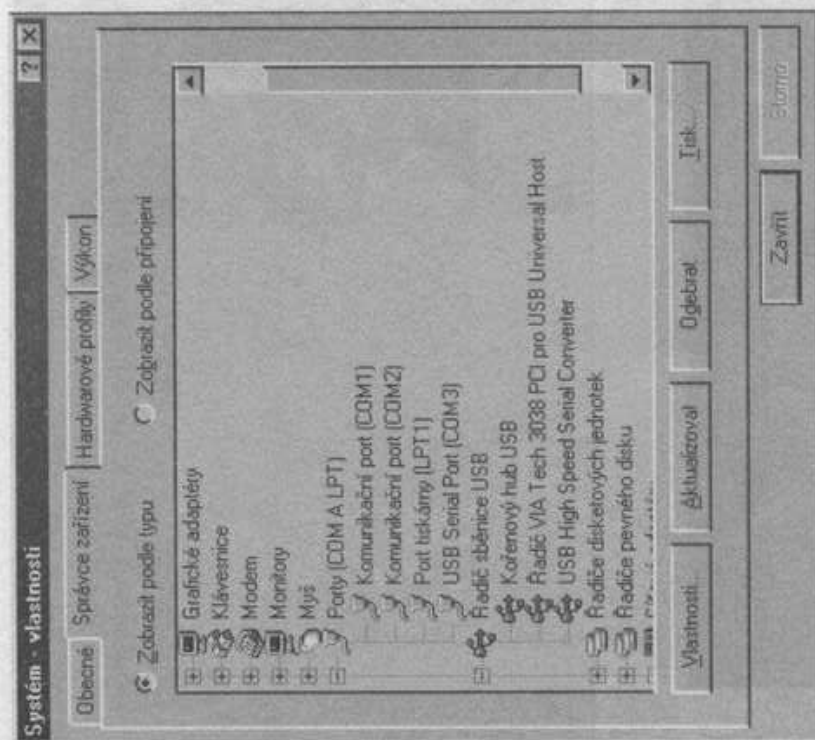 Systém - vlastnosti
Obecné Správce zařízení Hardwarové profily Výkon
Zobrazit podle typu Zobrazit podle připojení
Grafické adaptéry
Klávesnice
Modem
Monitory
Myš
Porty (COM A LPT)
Komunikační port (COM1)
Komunikační port (COM2)
Port tiskárny (LPT1)
USB Serial Port (COM3)
Řadič sběrnice USB
Kořenový hub USB
Řadič VIA Tech 3038 PCI pro USB Universal Host
USB High Speed Serial Converter
Řadiče disketových jednotek
Řadiče pevného disku
Vlastnosti... Aktualizovat Odebrat Tisk...
Zavřít Storno